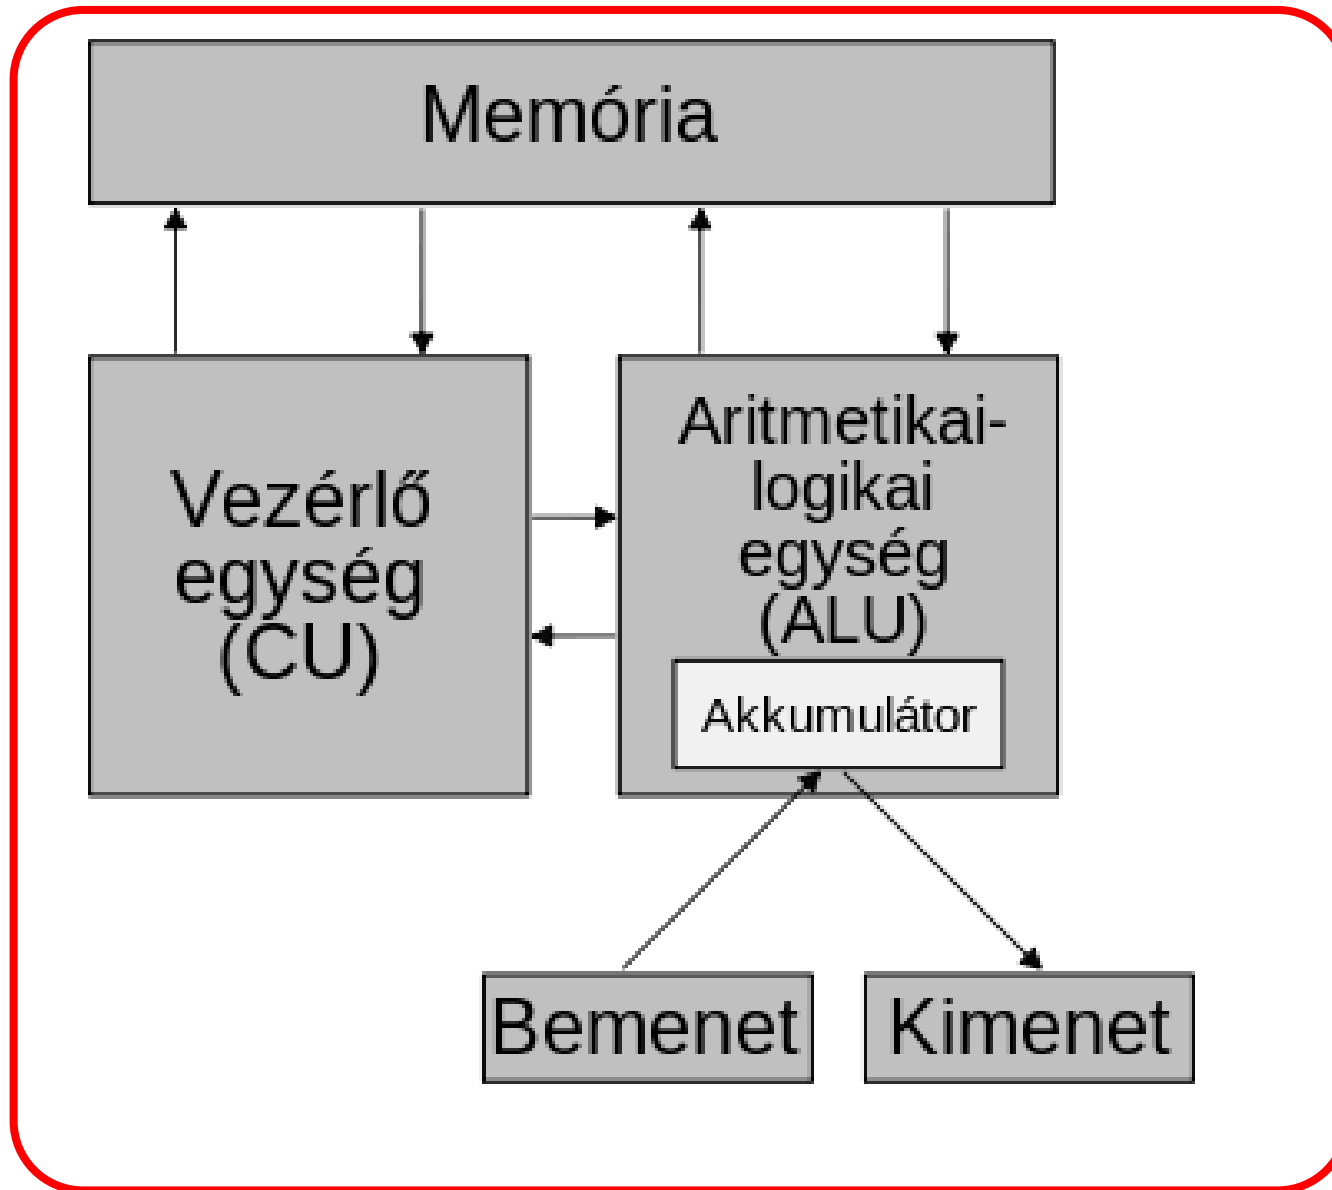 Memória
Vezérlő
egység
(CU)
Aritmetikai-
logikai
egység
(ALU)
Akkumulátor
Bemenet
Kimenet